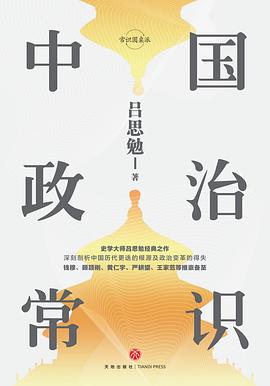 常识圆桌派
中国
政治
常识
吕思勉
著
史学大师吕思勉经典之作
深刻剖析中国历代更迭的根源及政治变革的得失
钱穆、顾颉刚、黄仁宇、严耕望、王家范等推崇备至
天地出版社 | TIANDI PRESS